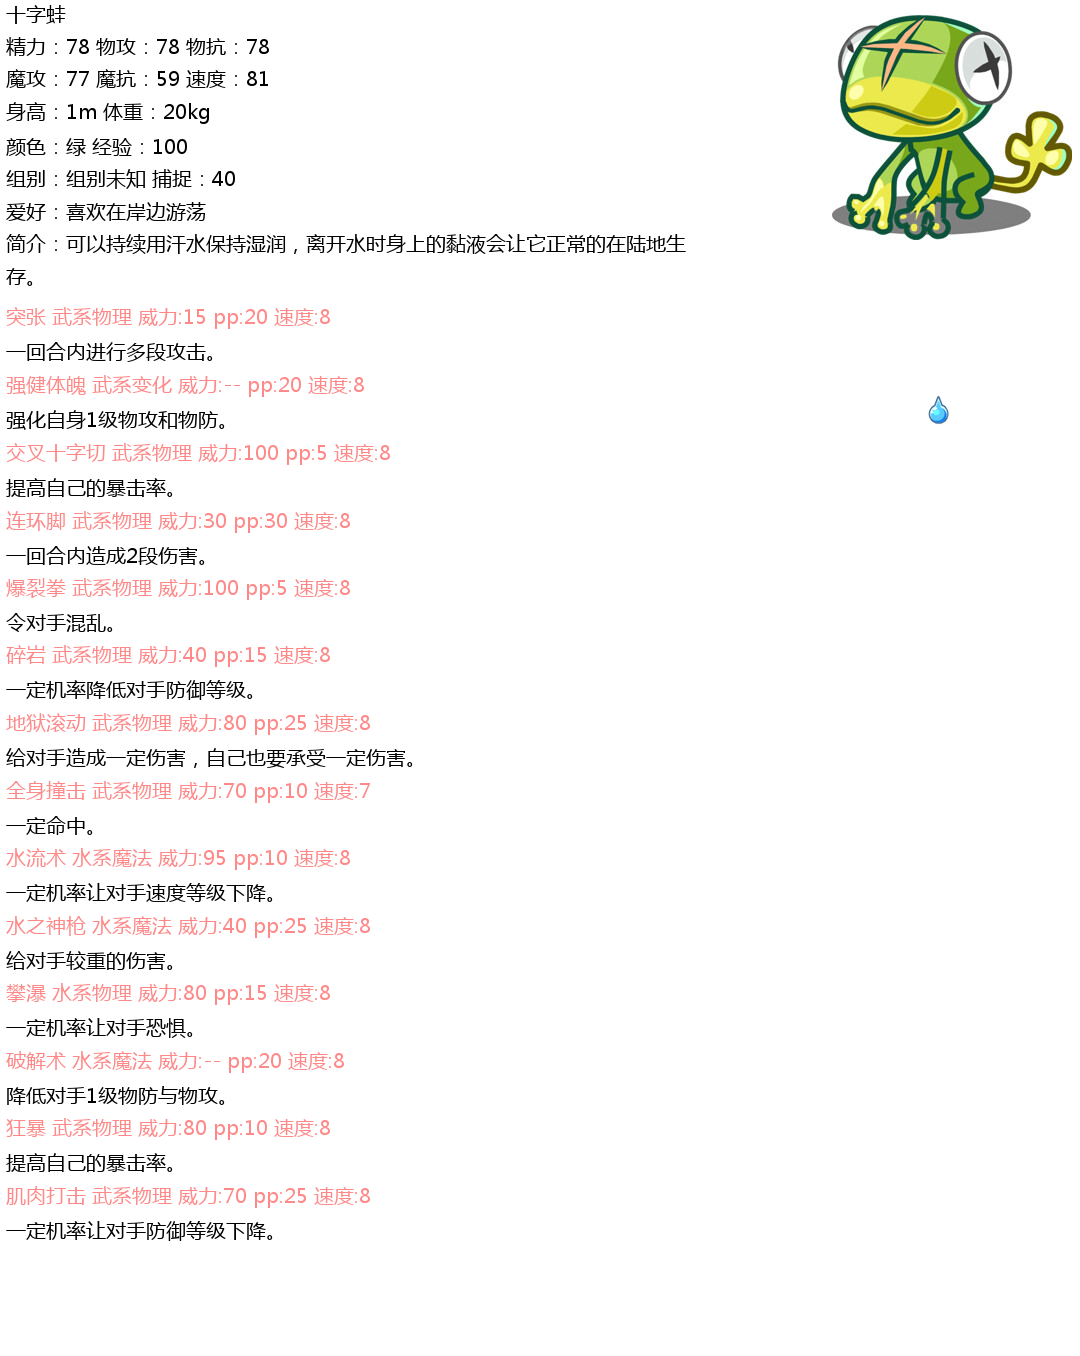 十字蛙
精力：78 物攻：78 物抗：78
魔攻：77 魔抗：59 速度：81
身高：1m 体重：20kg
颜色：绿 经验：100
组别：组别未知 捕捉：40
爱好：喜欢在岸边游荡
简介：可以持续用汗水保持湿润，离开水时身上的黏液会让它正常的在陆地生
存。
突张 武系物理 威力:15 pp:20 速度:8
一回合内进行多段攻击。
强健体魄 武系变化 威力:-- pp:20 速度:8
强化自身1级物攻和物防。
交叉十字切 武系物理 威力:100 pp:5 速度:8
提高自己的暴击率。
连环脚 武系物理 威力:30 pp:30 速度:8
一回合内造成2段伤害。
爆裂拳 武系物理 威力:100 pp:5 速度:8
令对手混乱。
碎岩 武系物理 威力:40 pp:15 速度:8
一定机率降低对手防御等级。
地狱滚动 武系物理 威力:80 pp:25 速度:8
给对手造成一定伤害，自己也要承受一定伤害。
全身撞击 武系物理 威力:70 pp:10 速度:7
一定命中。
水流术 水系魔法 威力:95 pp:10 速度:8
一定机率让对手速度等级下降。
水之神枪 水系魔法 威力:40 pp:25 速度:8
给对手较重的伤害。
攀瀑 水系物理 威力:80 pp:15 速度:8
一定机率让对手恐惧。
破解术 水系魔法 威力:-- pp:20 速度:8
降低对手1级物防与物攻。
狂暴 武系物理 威力:80 pp:10 速度:8
提高自己的暴击率。
肌肉打击 武系物理 威力:70 pp:25 速度:8
一定机率让对手防御等级下降。